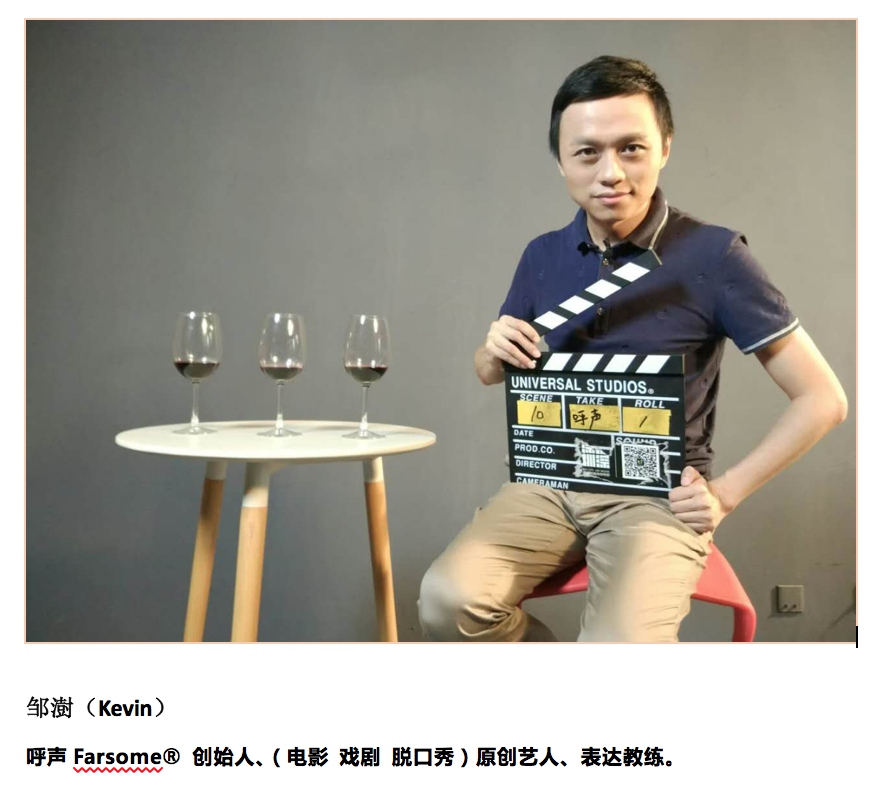 UNIVERSAL STUDIOS®
SCENE TAKE ROLL
10 呼声 1
DATE SOUND
PROD.CO.
DIRECTOR
CAMERAMAN
邹澍（Kevin）
呼声 Farsome® 创始人、（电影 戏剧 脱口秀）原创艺人、表达教练。